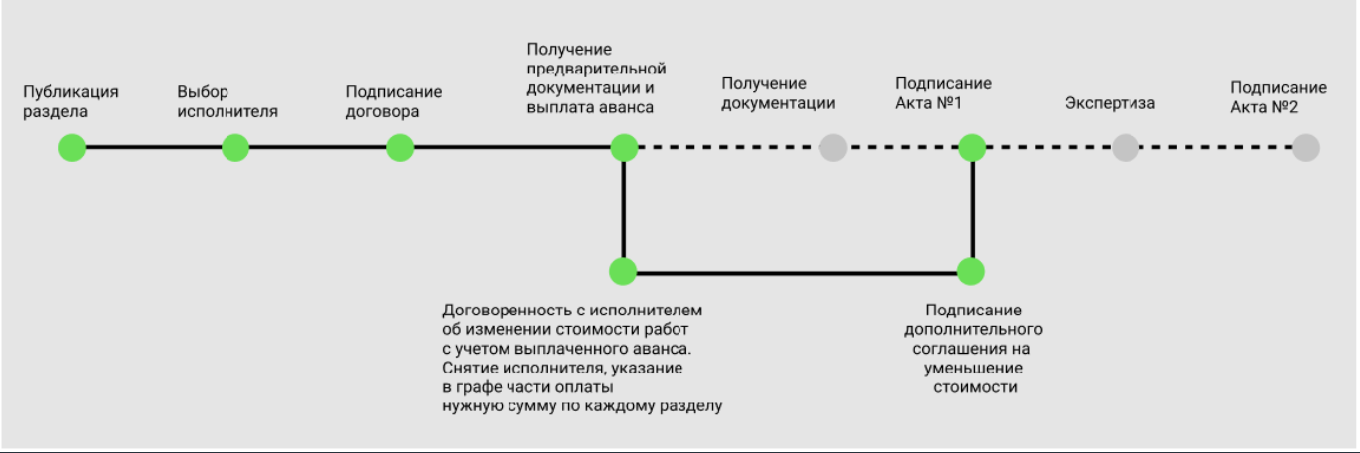 Публикация
раздела
Выбор
исполнителя
Подписание
договора
Получение
предварительной
документации и
выплата аванса
Получение
документации
Подписание
Акта №1
Экспертиза
Подписание
Акта №2
Договоренность с исполнителем
об изменении стоимости работ
с учетом выплаченного аванса.
Снятие исполнителя, указание
в графе части оплаты
нужную сумму по каждому разделу
Подписание
дополнительного
соглашения на
уменьшение
стоимости